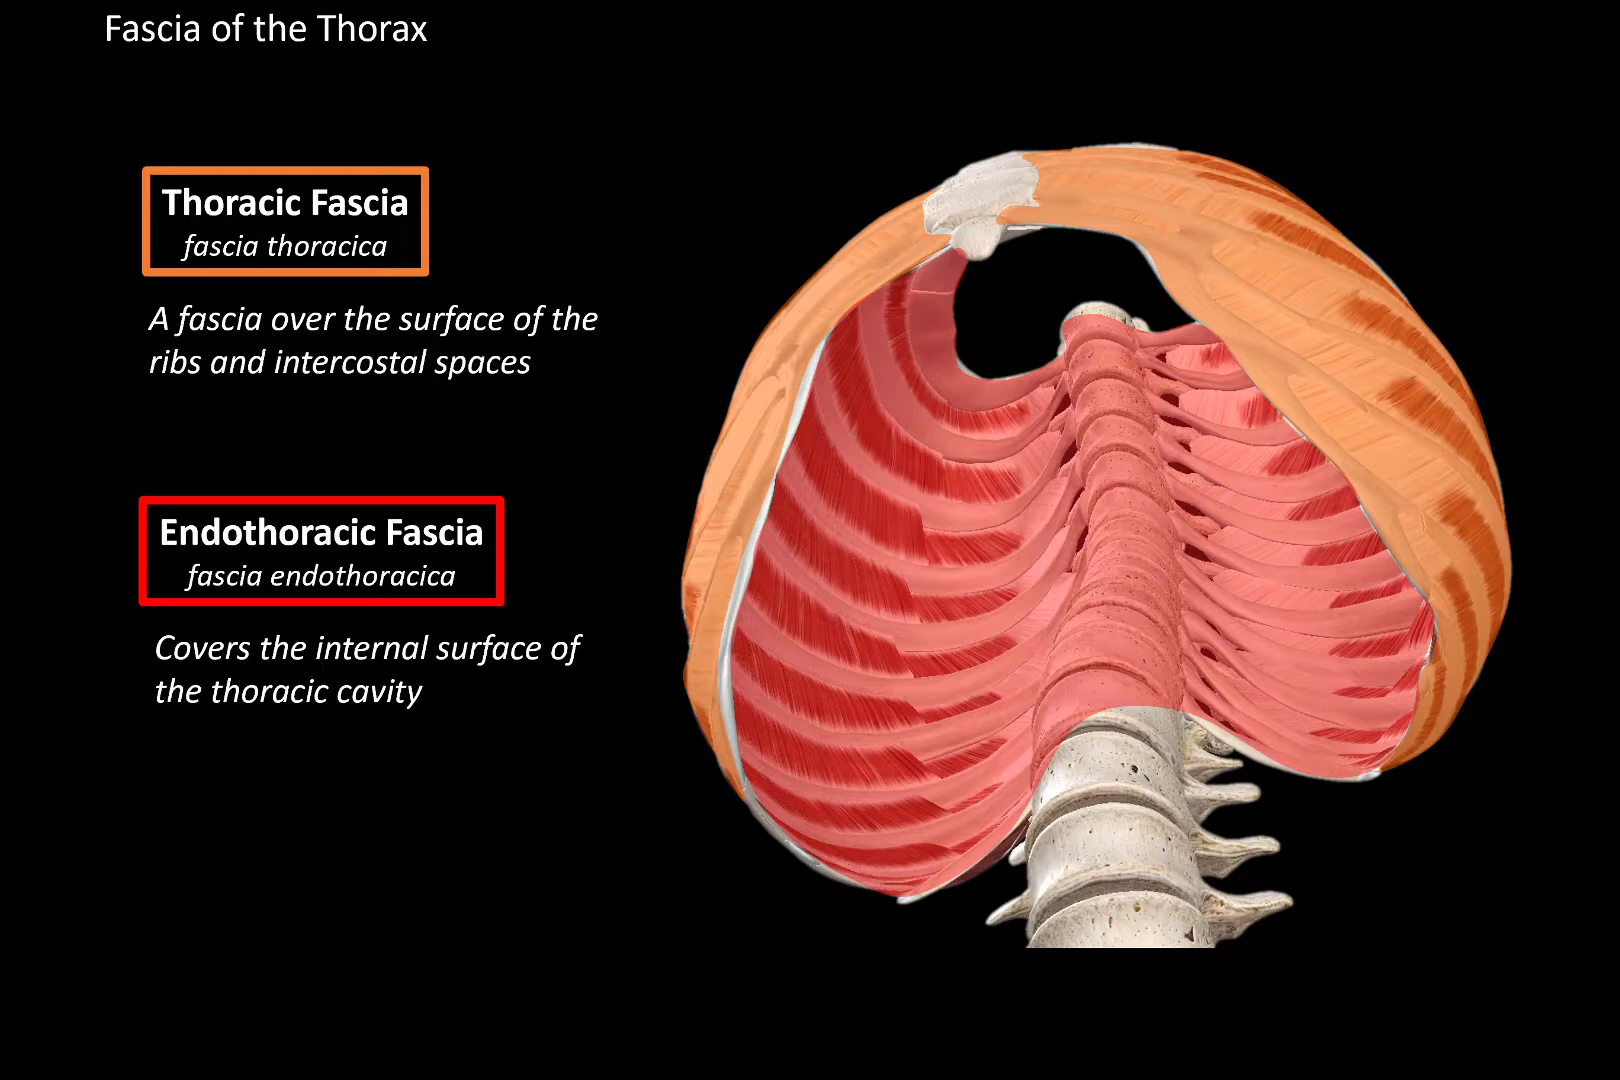 Fascia of the Thorax
Thoracic Fascia
fascia thoracica
A fascia over the surface of the
ribs and intercostal spaces
Endothoracic Fascia
fascia endothoracica
Covers the internal surface of
the thoracic cavity